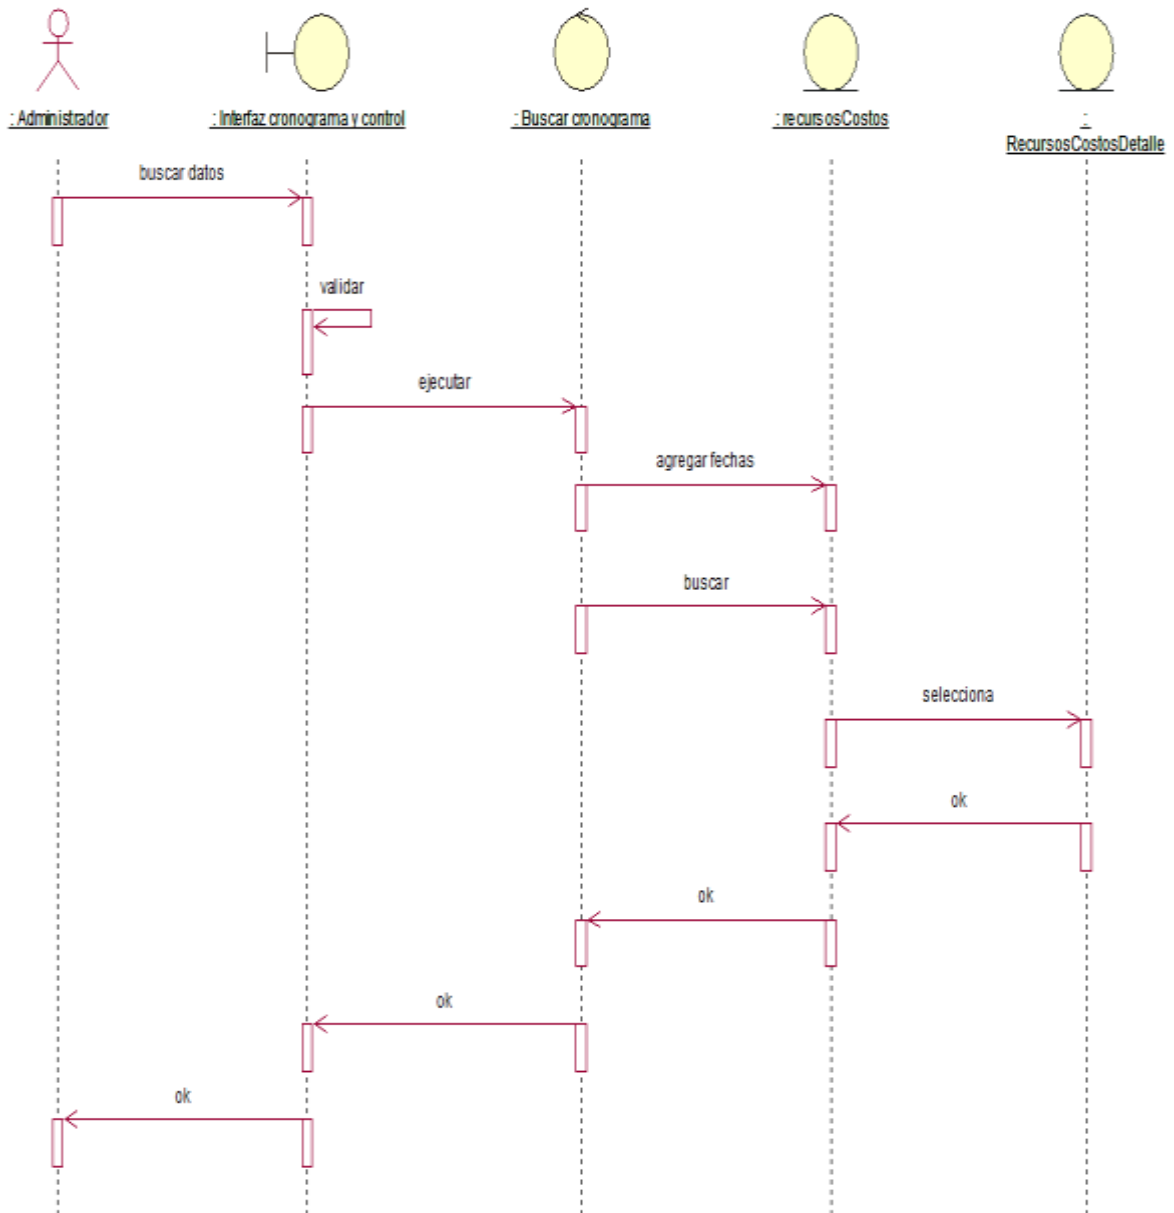 : Administrador
: Interfaz cronograma y control
: Buscar cronograma
: recursosCostos
:
RecursosCostosDetalle
buscar datos
validar
ejecutar
agregar fechas
buscar
selecciona
ok
ok
ok
ok